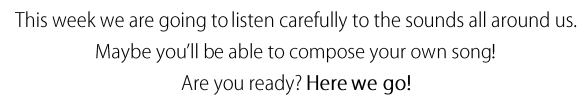 This week we are going to listen carefully to the sounds all around us.
Maybe you'll be able to compose your own song!
Are you ready? Here we go!